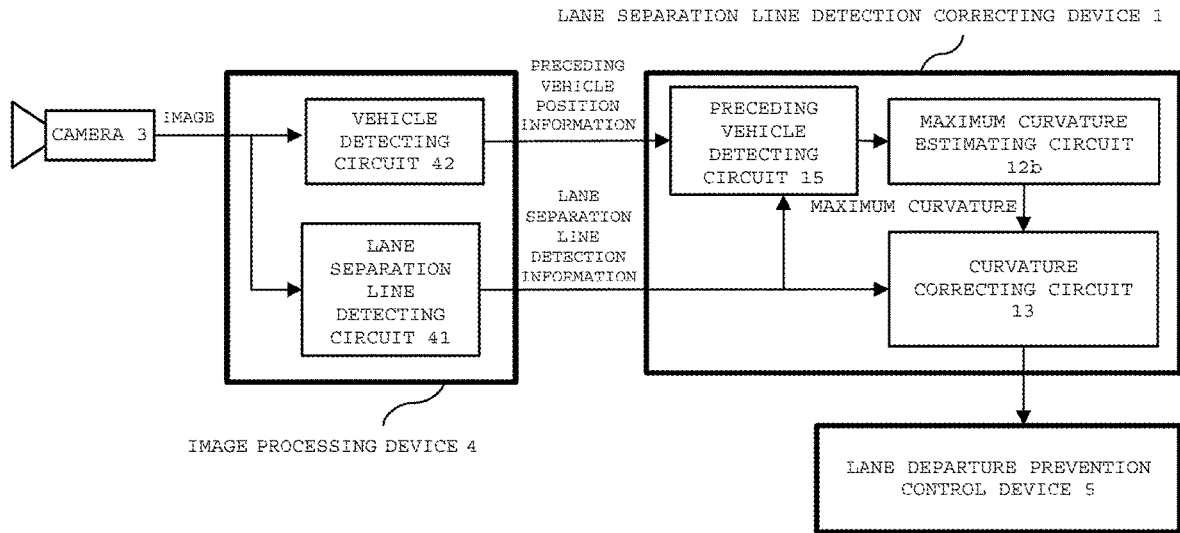 LANE SEPARATION LINE DETECTION CORRECTING DEVICE 1
CAMERA 3
IMAGE
VEHICLE
DETECTING
CIRCUIT 42
PRECEDING
VEHICLE
POSITION
INFORMATION
PRECEDING
VEHICLE
DETECTING
CIRCUIT 15
MAXIMUM CURVATURE
ESTIMATING CIRCUIT
12b
MAXIMUM CURVATURE
LANE
SEPARATION
LINE
DETECTING
CIRCUIT 41
LANE
SEPARATION
LINE
DETECTION
INFORMATION
CURVATURE
CORRECTING CIRCUIT
13
IMAGE PROCESSING DEVICE 4
LANE DEPARTURE PREVENTION
CONTROL DEVICE 5